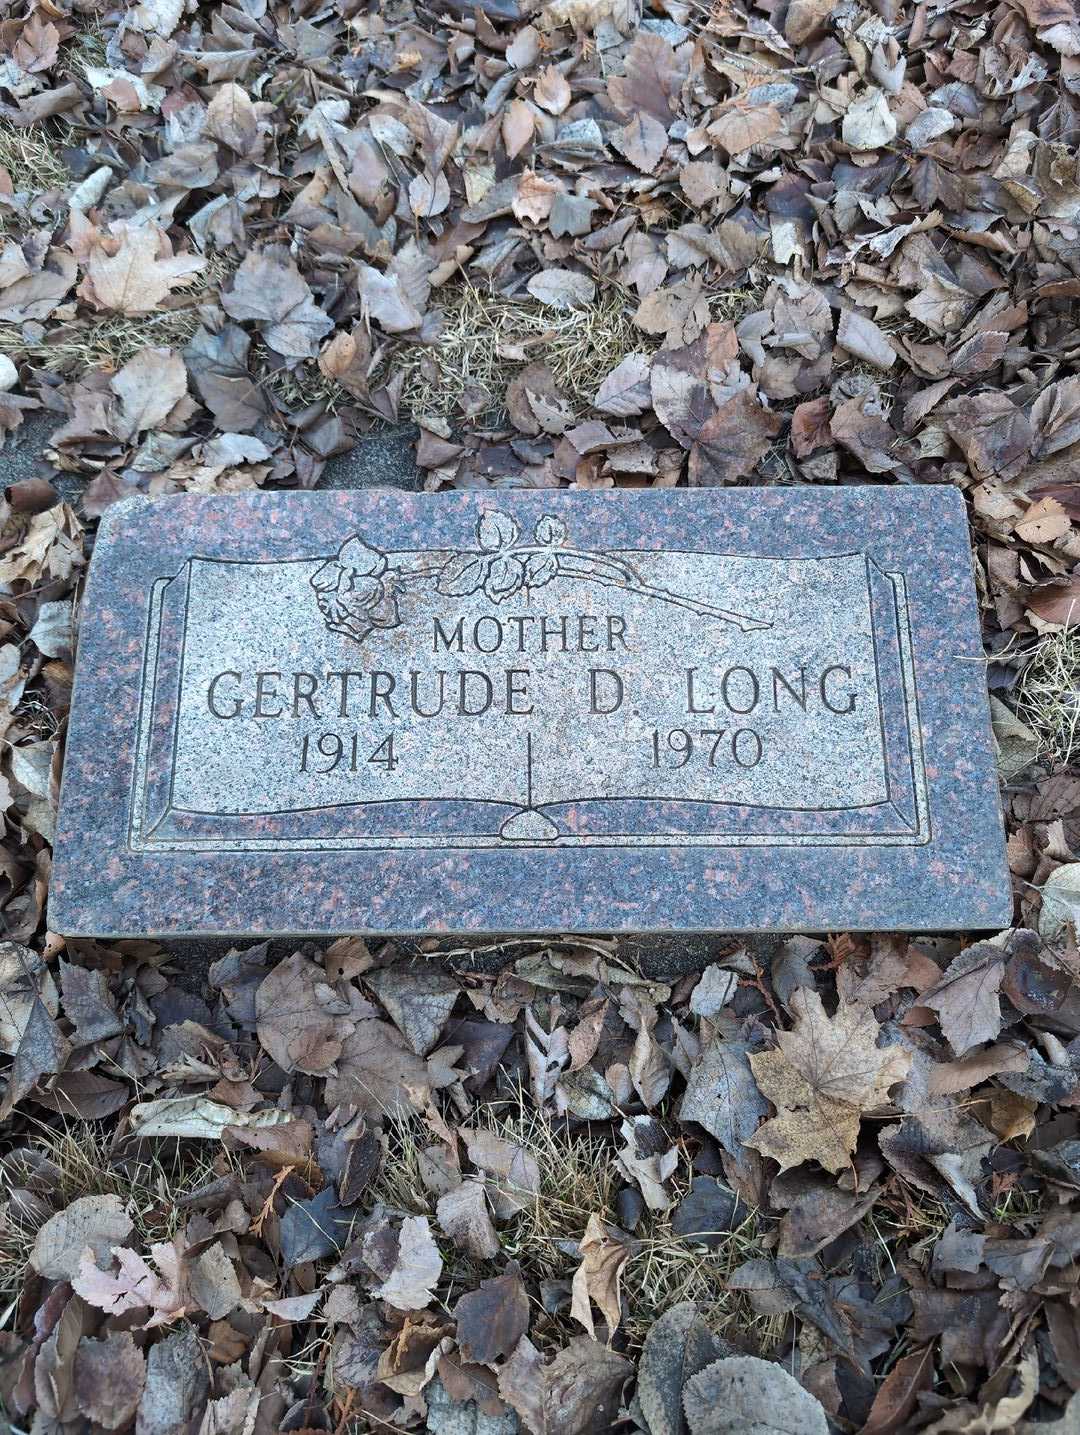 MOTHER
GERTRUDE D. LONG
1914 1970